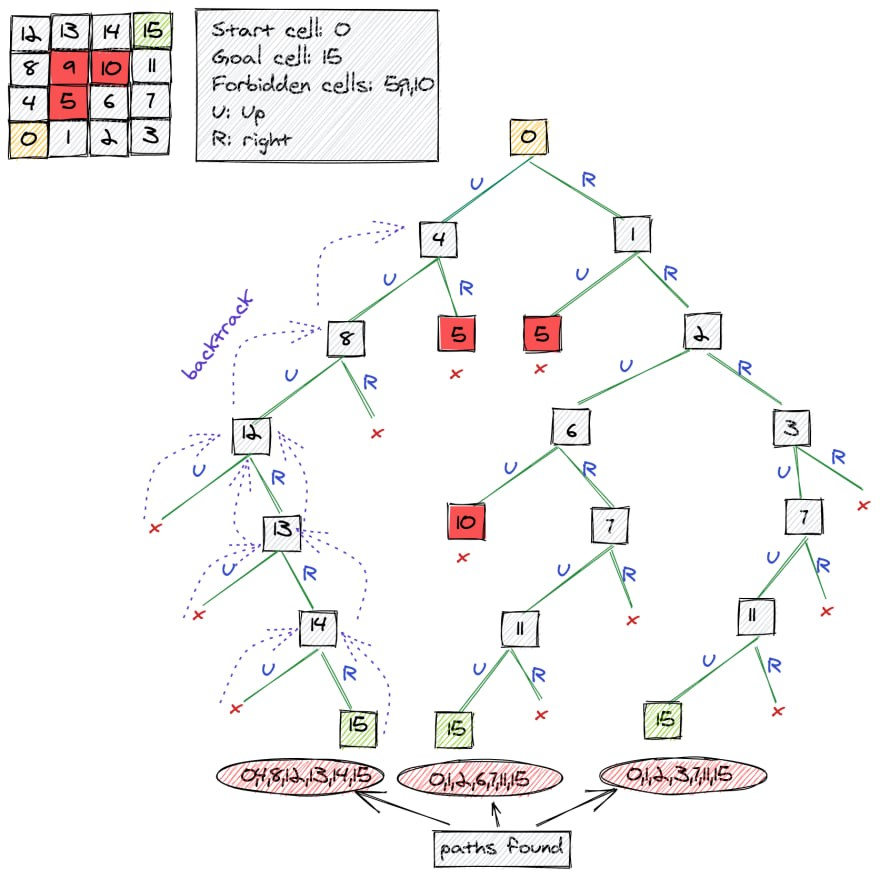 12 13 14 15
8 9 10 11
4 5 6 7
0 1 2 3
Start cell: 0
Goal cell: 15
Forbidden cells: 5,9,10
U: Up
R: right
0
U R
4 1
U R U R
8 5 5 2
x x
backtrack
U R U R
12 x 6 3
U R U R U R
x 13 10 7 7 x
x
U R U R U R
x 14 11 x 11 x
U R U R U R
x 15 15 x 15 x
0,4,8,12,13,14,15 0,1,2,6,7,11,15 0,1,2,3,7,11,15
paths found